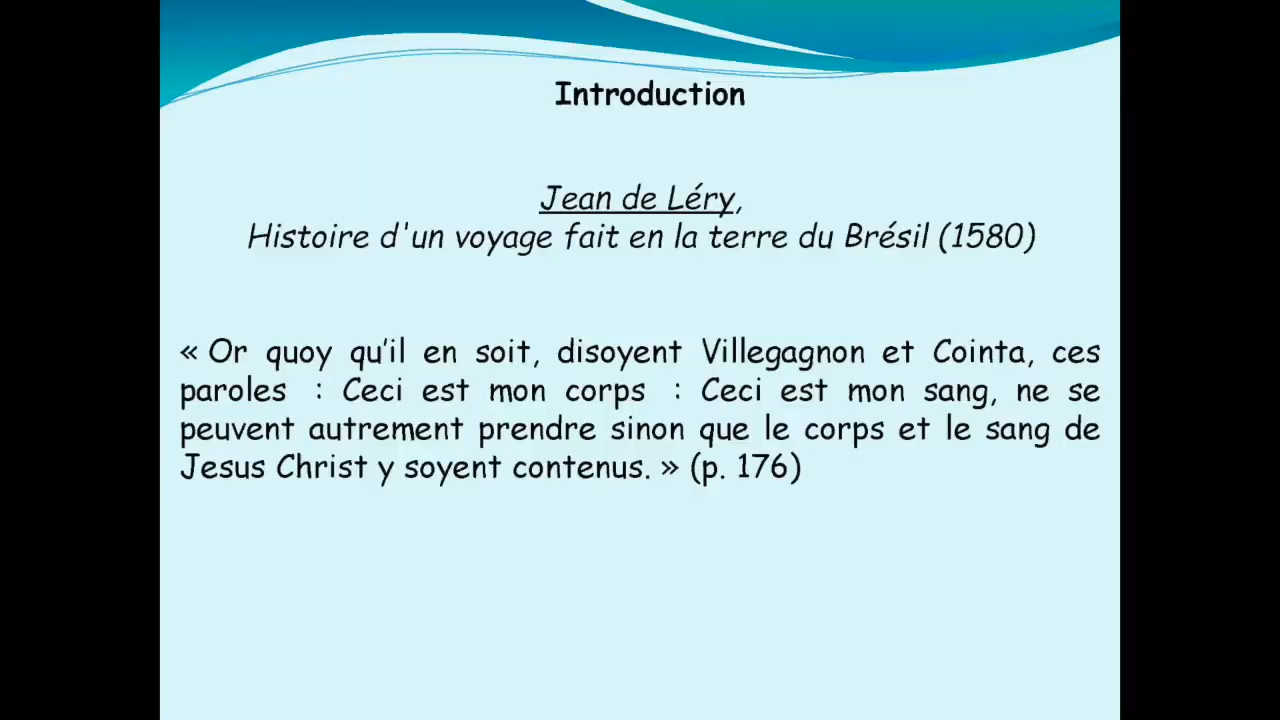 Introduction
Jean de Léry,
Histoire d'un voyage fait en la terre du Brésil (1580)
« Or quoy qu’il en soit, disoyent Villegagnon et Cointa, ces
paroles : Ceci est mon corps : Ceci est mon sang, ne se
peuvent autrement prendre sinon que le corps et le sang de
Jesus Christ y soyent contenus. » (p. 176)